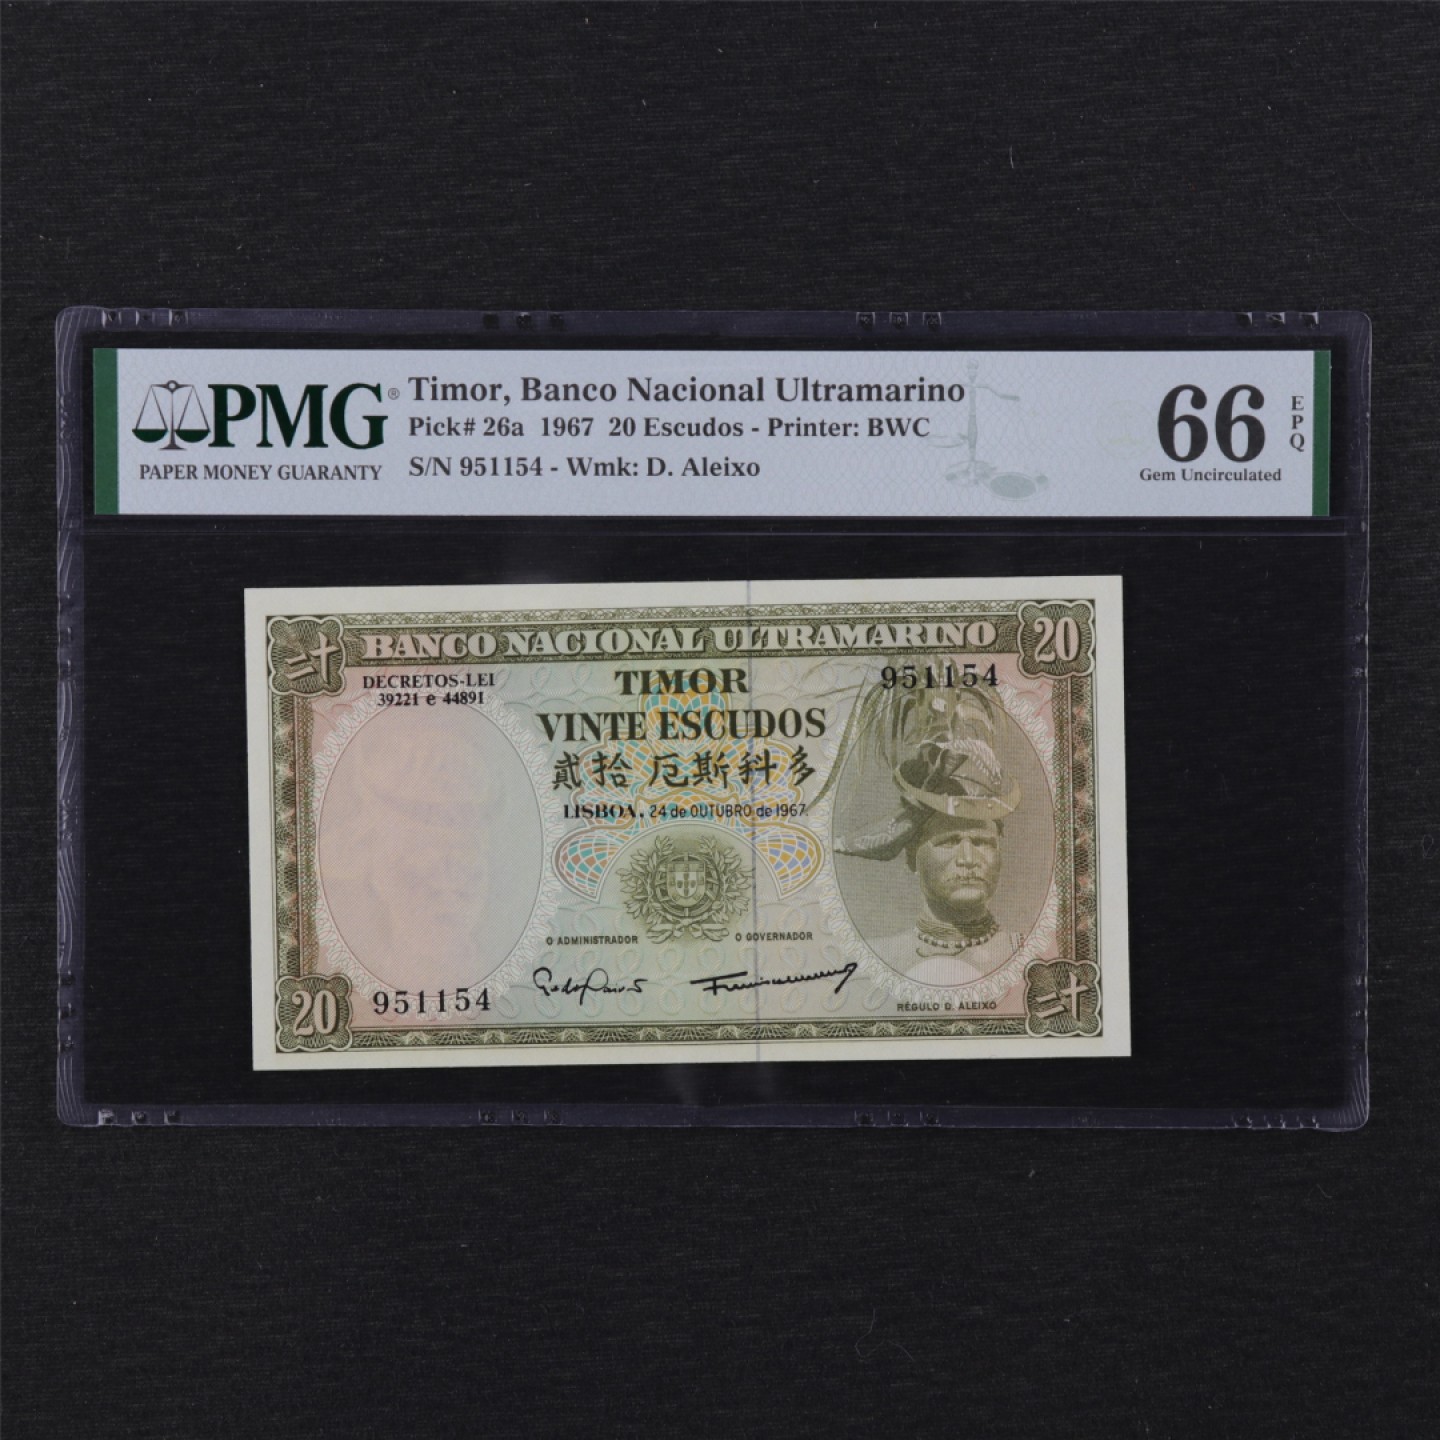 PMG®
PAPER MONEY GUARANTY
Timor, Banco Nacional Ultramarino
Pick# 26a 1967 20 Escudos - Printer: BWC
S/N 951154 - Wmk: D. Aleixo
66
EPQ
Gem Uncirculated
二十
BANCO NACIONAL ULTRAMARINO
20
DECRETOS-LEI
39221 e 44891
TIMOR
951154
VINTE ESCUDOS
貳拾 厄斯科多
LISBOA, 24 de OUTUBRO de 1967.
O ADMINISTRADOR
O GOVERNADOR
20
951154
RÉGULO D. ALEIXO
二十